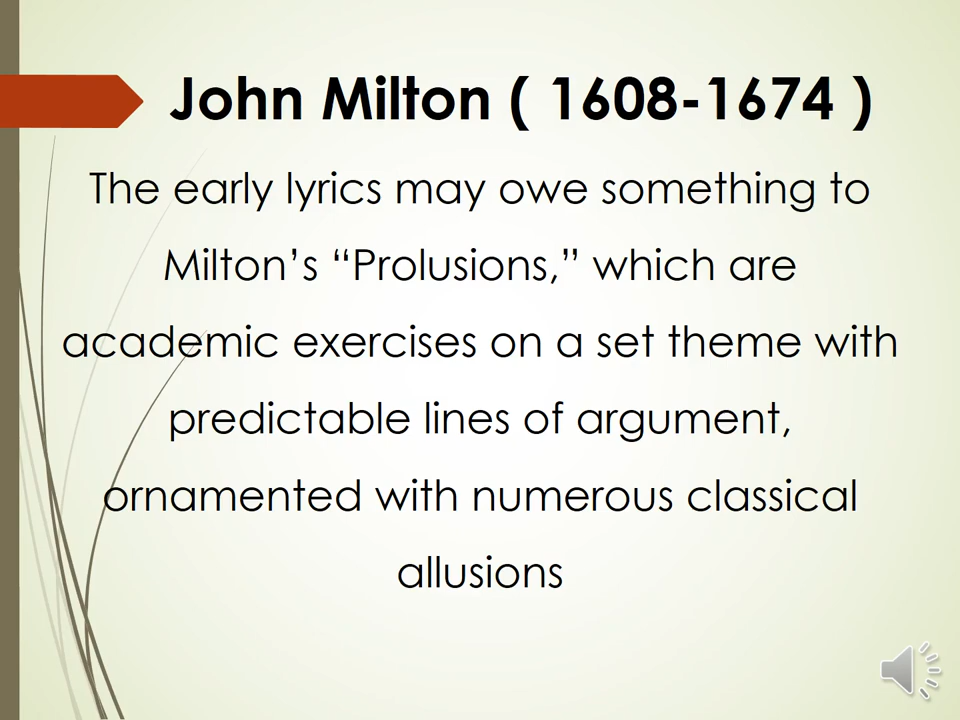 John Milton ( 1608-1674 )
The early lyrics may owe something to
Milton’s “Prolusions,” which are
academic exercises on a set theme with
predictable lines of argument,
ornamented with numerous classical
allusions